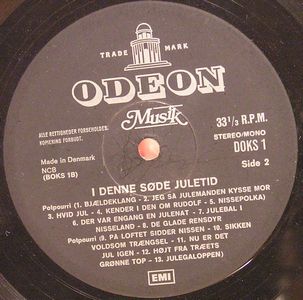 TRADE MARK
ODEON
Musik
ALLE RETTIGHEDER FORBEHOLDES.
KOPIERING FORBUDT.
33 1/3 R.P.M.
STEREO/MONO
Made in Denmark
NCB
(BOKS 1B)
DOKS 1
Side 2
I DENNE SØDE JULETID
Potpourri (1. BJÆLDEKLANG - 2. JEG SÅ JULEMANDEN KYSSE MOR
3. HVID JUL - 4. KENDER I DEN OM RUDOLF - 5. NISSEPOLKA)
6. DER VAR ENGANG EN JULENAT - 7. JULEBAL I
NISSELAND - 8. DE GLADE RENSDYR
Potpourri (9. PÅ LOFTET SIDDER NISSEN - 10. SIKKEN
VOLDSOM TRÆNGSEL - 11. NU ER DET
JUL IGEN - 12. HØJT FRA TRÆETS
GRØNNE TOP - 13. JULEGALOPPEN)
EMI